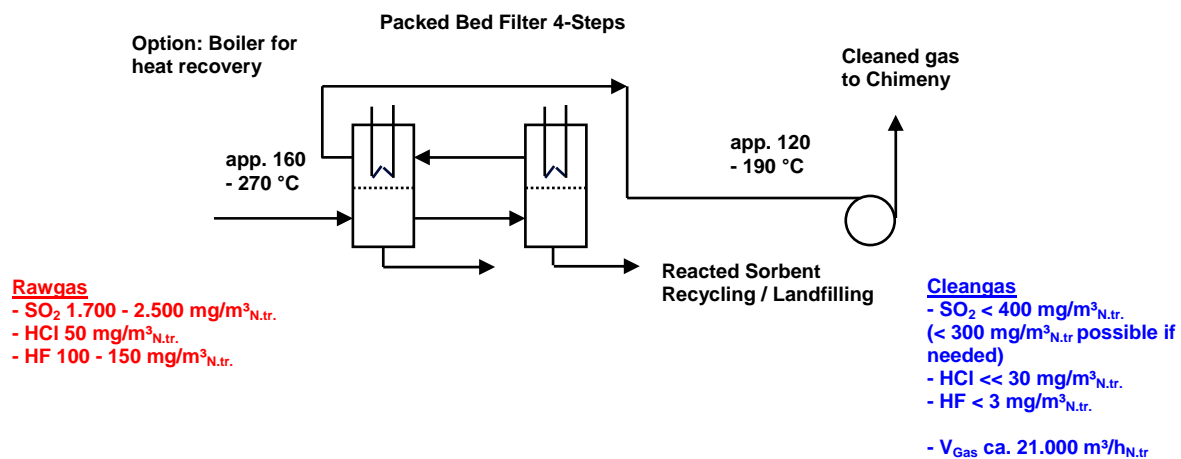 Packed Bed Filter 4-Steps
Option: Boiler for
heat recovery
Cleaned gas
to Chimeny
app. 160
- 270 °C
app. 120
- 190 °C
Reacted Sorbent
Recycling / Landfilling
Rawgas
- SO₂ 1.700 - 2.500 mg/m³N.tr.
- HCl 50 mg/m³N.tr.
- HF 100 - 150 mg/m³N.tr.
Cleangas
- SO₂ < 400 mg/m³N.tr.
(< 300 mg/m³N.tr possible if
needed)
- HCl << 30 mg/m³N.tr.
- HF < 3 mg/m³N.tr.
- VGas ca. 21.000 m³/hN.tr